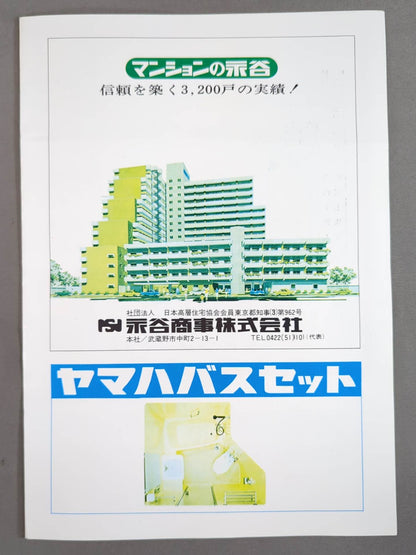 マンションの永谷
信頼を築く3,200戸の実績！
社団法人 日本高層住宅協会会員東京都知事(3)第962号
永谷商事株式会社
本社／武蔵野市中町2-13-1 TEL0422(51)3101(代表)
ヤマハバスセット